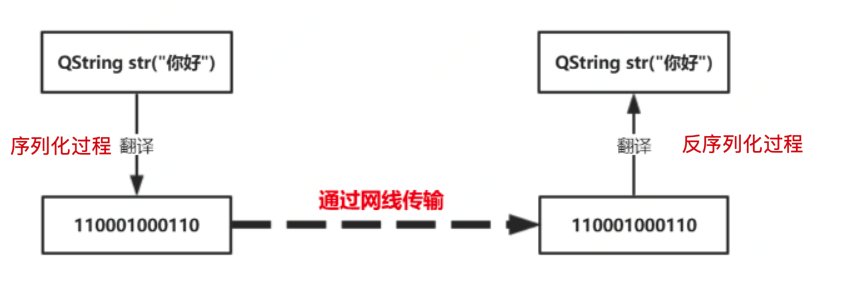 QString str("你好")
QString str("你好")
序列化过程
翻译
翻译
反序列化过程
通过网线传输
110001000110
110001000110